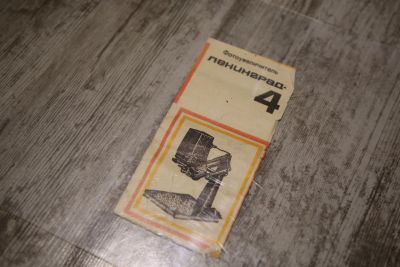 Фотоувеличитель
Ленинград-
4